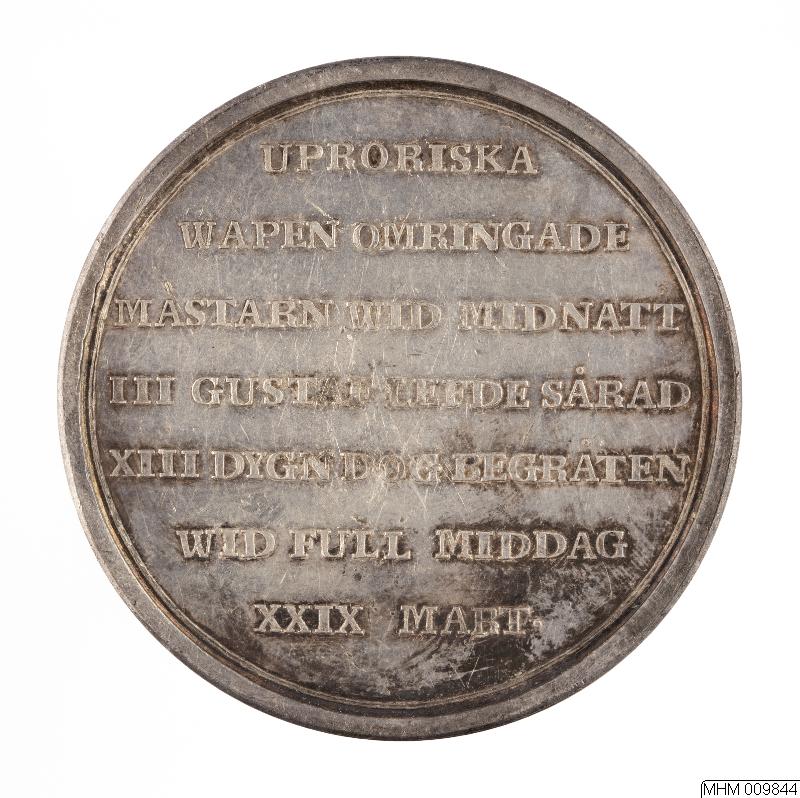 UPRORISKA
WAPEN OMRINGADE
MÄSTARN WID MIDNATT
III GUSTAF LEFDE SÅRAD
XIII DYGN DOG BEGRÅTEN
WID FULL MIDDAG
XXIX MART.
MHM 009844